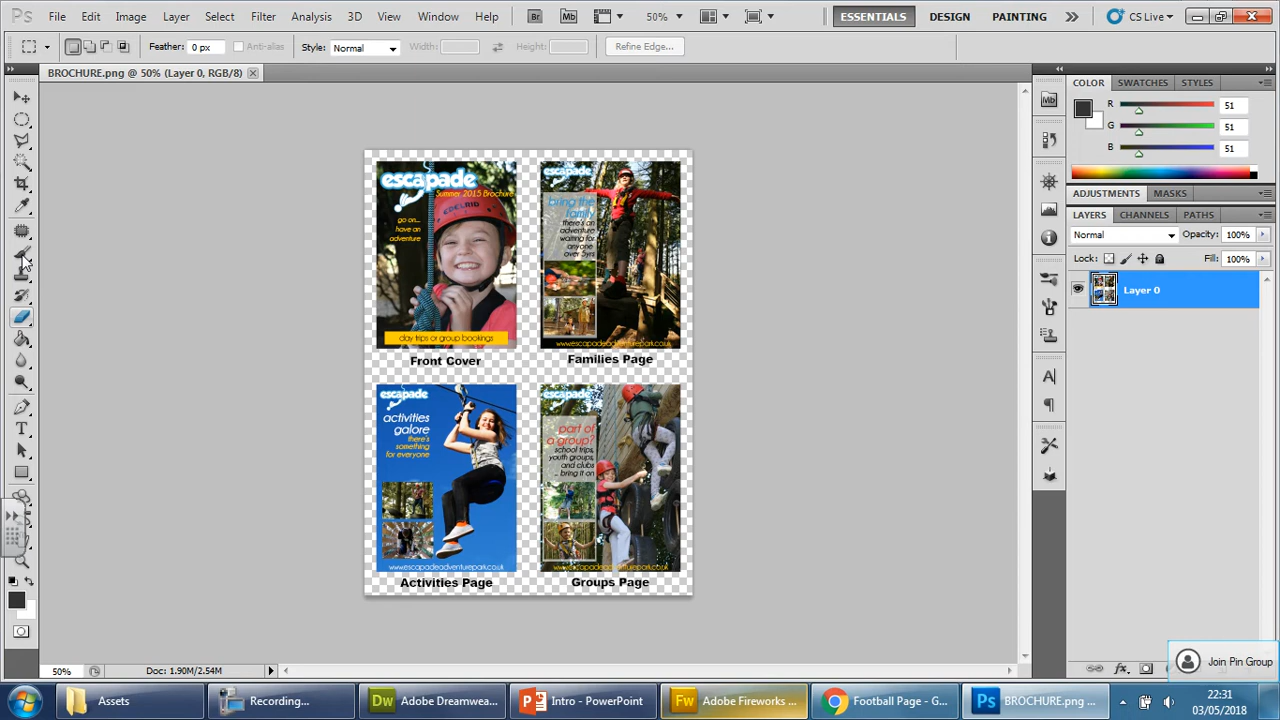 Ps File Edit Image Layer Select Filter Analysis 3D View Window Help Br Mb 50% ESSENTIALS DESIGN PAINTING CS Live
Feather: 0 px Anti-alias Style: Normal Width: Height: Refine Edge...
BROCHURE.png @ 50% (Layer 0, RGB/8)
COLOR SWATCHES STYLES
Mb
R 51
G 51
B 51
ADJUSTMENTS MASKS
LAYERS CHANNELS PATHS
Normal Opacity: 100%
Lock: Fill: 100%
Layer 0
escapade
Summer 2015 Brochure
EDELRID
go on...
have an
adventure
day trips or group bookings
Front Cover
escapade
bring the
family
there's an
adventure
waiting for
anyone
over 5yrs
www.escapadeadventurepark.co.uk
Families Page
escapade
activities
galore
there's
something
for everyone
www.escapadeadventurepark.co.uk
Activities Page
escapade
part of
a group?
school trips,
youth groups,
and clubs
... bring it on
www.escapadeadventurepark.co.uk
Groups Page
T
A
50% Doc: 1.90M/2.54M
fx
Join Pin Group
Assets
Recording...
Dw Adobe Dreamwea...
Intro - PowerPoint
Fw Adobe Fireworks ...
Football Page - G...
Ps BROCHURE.png ...
22:31
03/05/2018